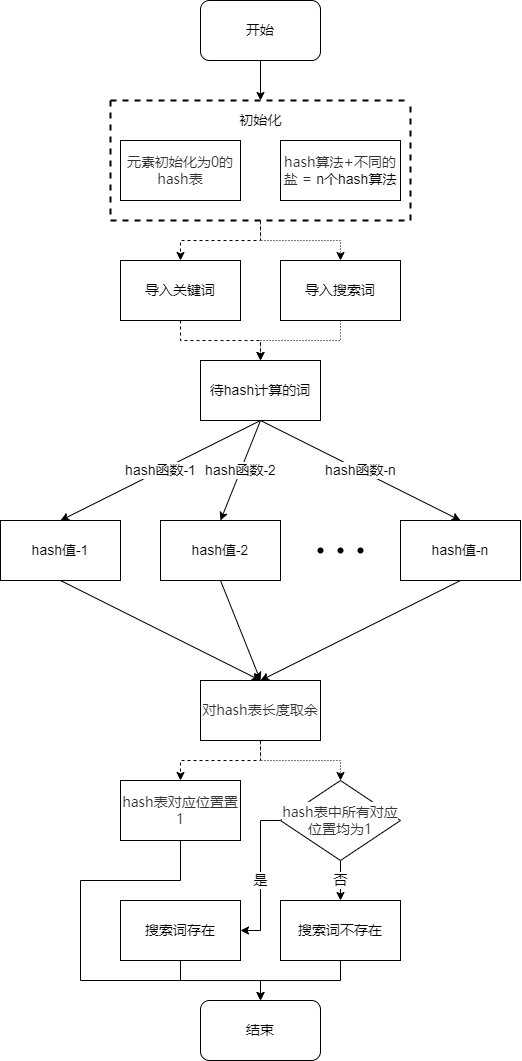 开始
初始化
元素初始化为0的
hash表
hash算法+不同的
盐 = n个hash算法
导入关键词
导入搜索词
待hash计算的词
hash函数-1
hash函数-2
hash函数-n
hash值-1
hash值-2
hash值-n
对hash表长度取余
hash表对应位置置
1
hash表中所有对应
位置均为1
是
否
搜索词存在
搜索词不存在
结束